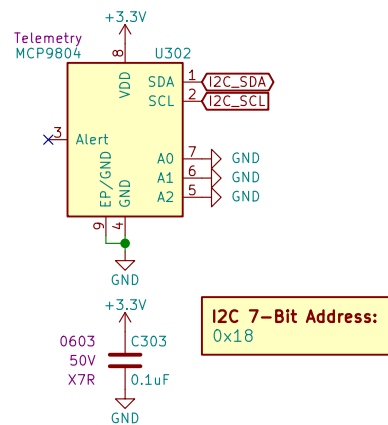 +3.3V
Telemetry
MCP9804
U302
8
VDD
SDA 1 I2C_SDA
SCL 2 I2C_SCL
3 Alert
A0 7 GND
A1 6 GND
A2 5 GND
EP/GND
GND
9
4
GND
+3.3V
0603 C303
50V
X7R 0.1uF
GND
I2C 7-Bit Address:
0x18